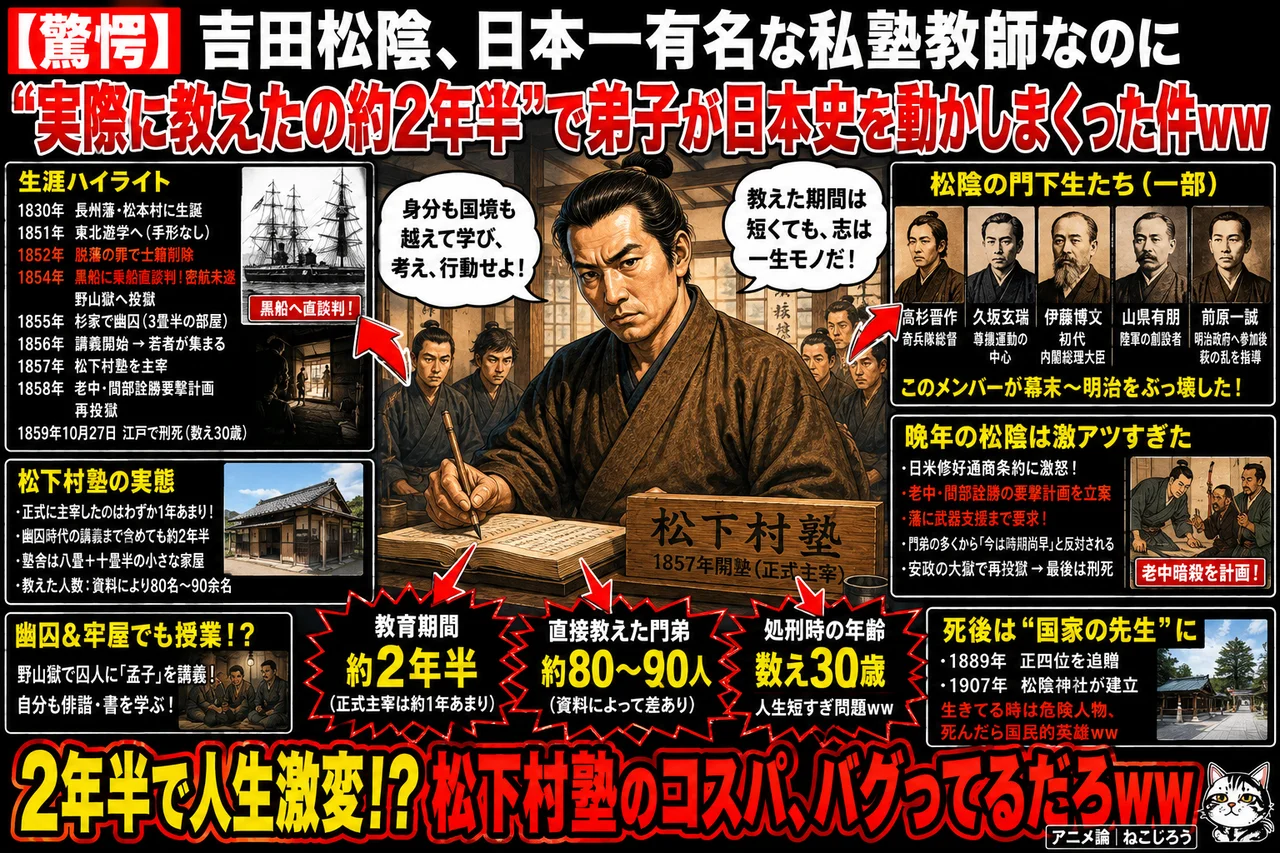 【驚愕】吉田松陰、日本一有名な私塾教師なのに
“実際に教えたの約2年半”で弟子が日本史を動かしまくった件ww
生涯ハイライト
1830年 長州藩・松本村に生誕
1851年 東北遊学へ(手形なし)
1852年 脱藩の罪で士籍削除
1854年 黒船に乗船直談判!密航未遂
野山獄へ投獄
1855年 杉家で幽囚(3畳半の部屋)
1856年 講義開始→若者が集まる
1857年 松下村塾を主宰
1858年 老中・間部詮勝要撃計画
再投獄
1859年10月27日 江戸で刑死(数え30歳)
黒船へ直談判!
身分も国境も
越えて学び、
考え、行動せよ!
教えた期間は
短くても、志は
一生モノだ!
松陰の門下生たち(一部)
高杉晋作
奇兵隊総督
久坂玄瑞
尊攘運動の
中心
伊藤博文
初代
内閣総理大臣
山県有朋
陸軍の創設者
前原一誠
明治政府へ参加後
萩の乱を指導
このメンバーが幕末〜明治をぶっ壊した!
松下村塾の実態
・正式に主宰したのはわずか1年あまり!
・幽囚時代の講義まで含めても約2年半
・塾舎は八畳+十畳半の小さな家屋
・教えた人数:資料により80名〜90余名
松下村塾
1857年開塾(正式主宰)
晩年の松陰は激アツすぎた
・日米修好通商条約に激怒!
・老中・間部詮勝の要撃計画を立案
・藩に武器支援まで要求!
・門弟の多くから「今は時期尚早」と反対される
・安政の大獄で再投獄→最後は刑死
老中暗殺を計画!
幽囚&牢屋でも授業!?
野山獄で囚人に「孟子」を講義!
自分も俳諧・書を学ぶ!
教育期間
約2年半
(正式主宰は約1年あまり)
直接教えた門弟
約80〜90人
(資料によって差あり)
処刑時の年齢
数え30歳
人生短すぎ問題ww
死後は“国家の先生”に
・1889年 正四位を追贈
・1907年 松陰神社が建立
生きてる時は危険人物、
死んだら国民的英雄ww
2年半で人生激変!?松下村塾のコスパ、バグってるだろww
アニメ論|ねこじろう